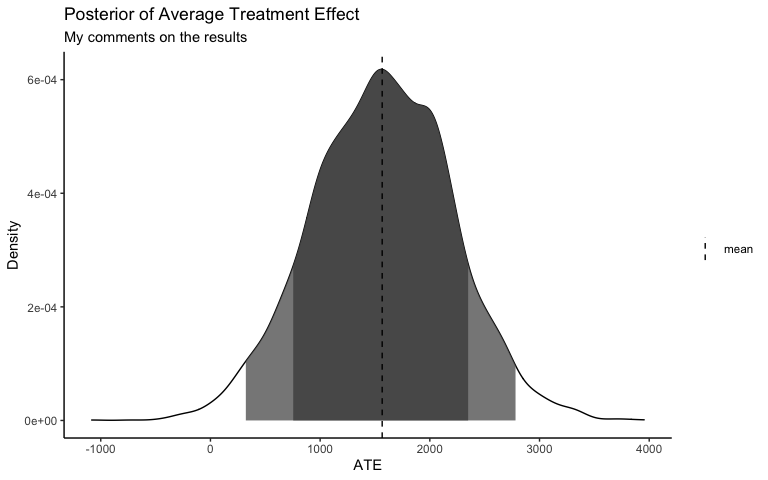 Posterior of Average Treatment Effect
My comments on the results
6e-04
4e-04
2e-04
0e+00
Density
-1000 0 1000 2000 3000 4000
ATE
mean